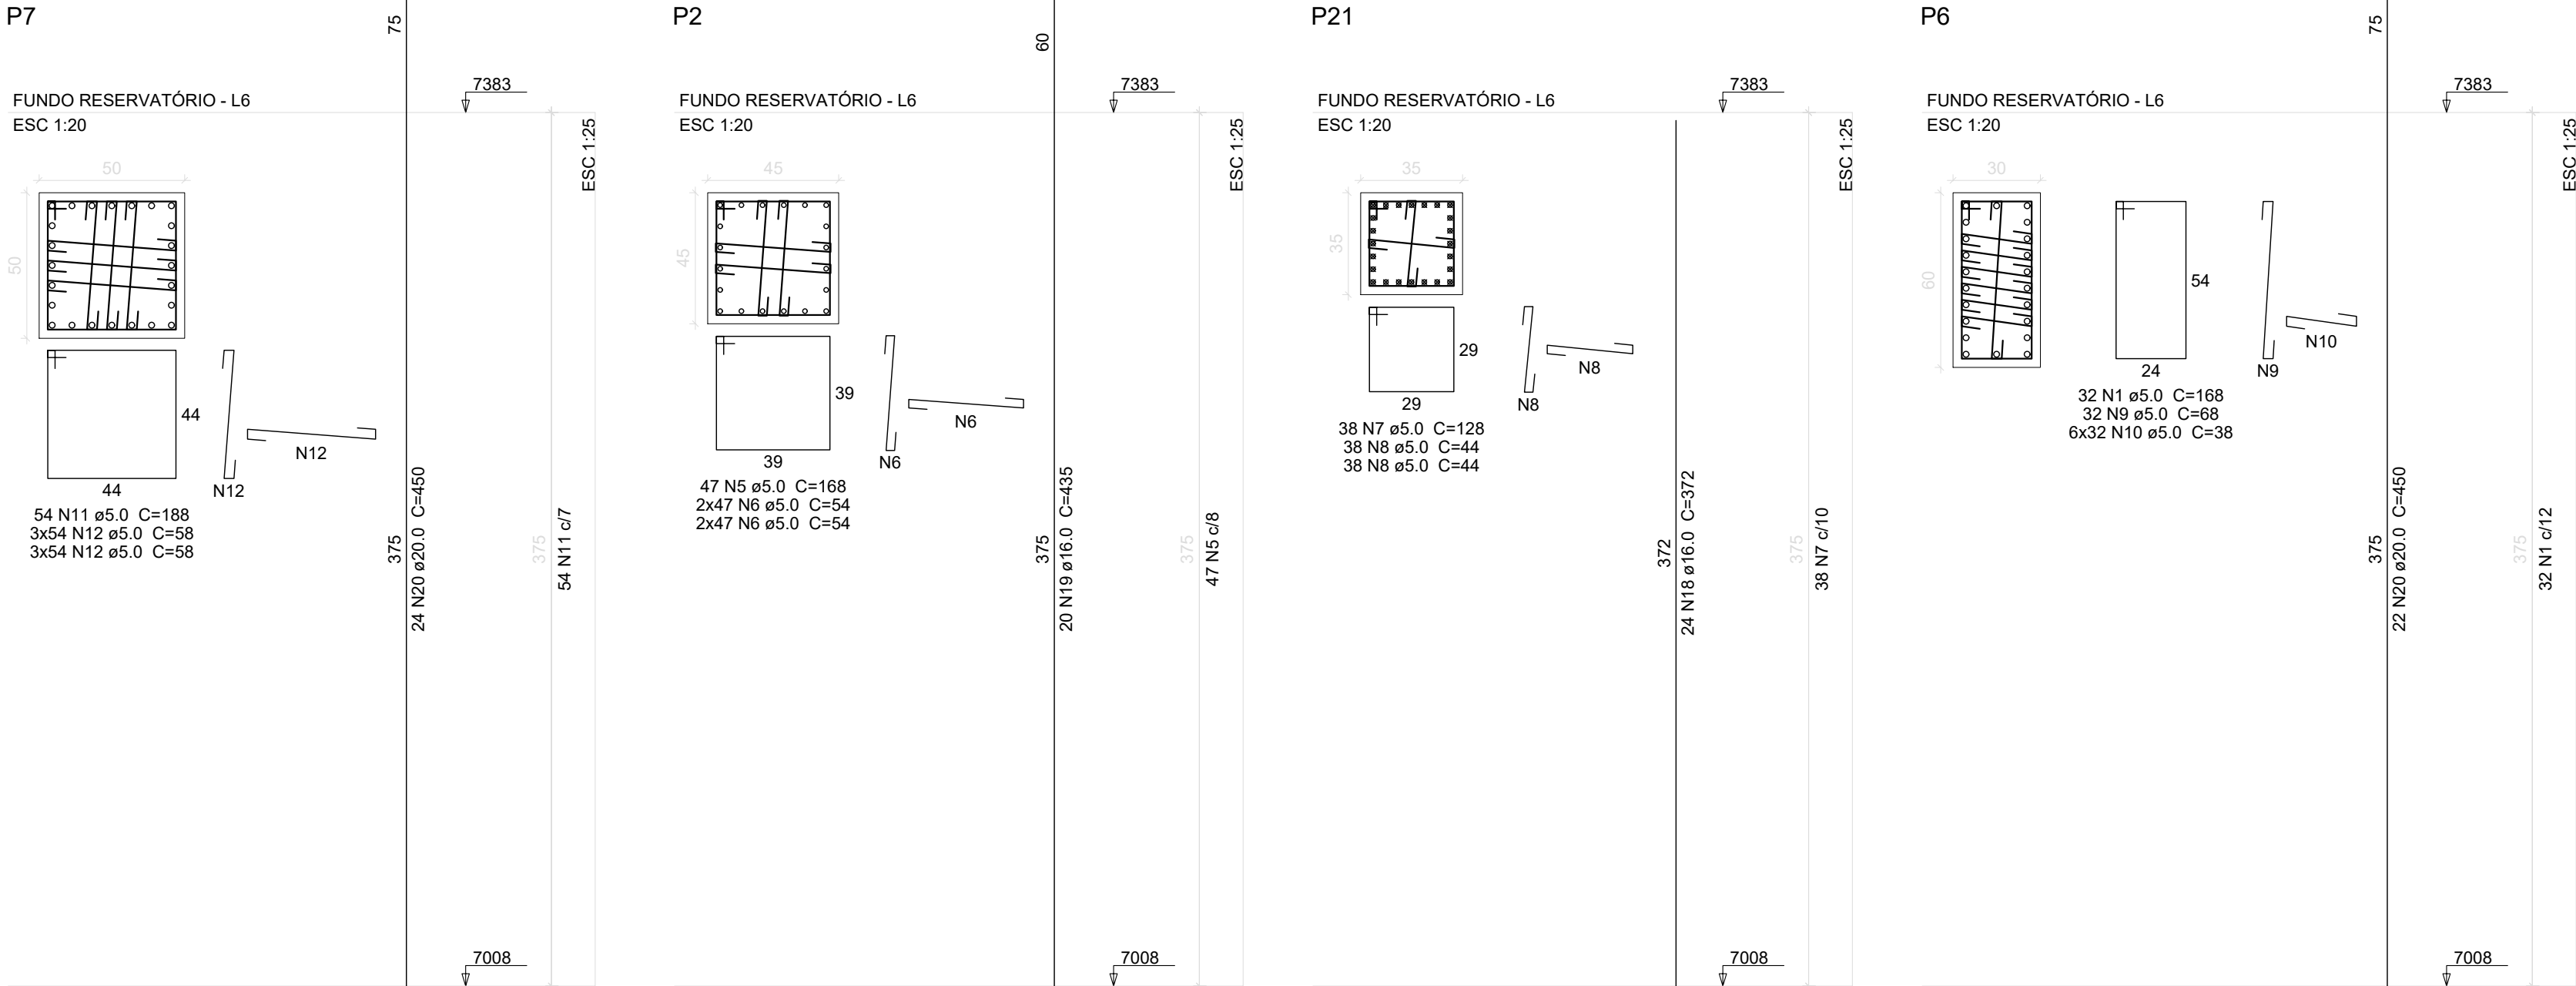 P7
75
7383
FUNDO RESERVATÓRIO - L6
ESC 1:20
ESC 1:25
50
50
44
44
N12
N12
54 N11 ø5.0 C=188
3x54 N12 ø5.0 C=58
3x54 N12 ø5.0 C=58
375
24 N20 ø20.0 C=450
375
54 N11 c/7
7008
P2
60
7383
FUNDO RESERVATÓRIO - L6
ESC 1:20
ESC 1:25
45
45
39
39
N6
N6
47 N5 ø5.0 C=168
2x47 N6 ø5.0 C=54
2x47 N6 ø5.0 C=54
375
20 N19 ø16.0 C=435
375
47 N5 c/8
7008
P21
7383
FUNDO RESERVATÓRIO - L6
ESC 1:20
ESC 1:25
35
35
29
29
N8
N8
38 N7 ø5.0 C=128
38 N8 ø5.0 C=44
38 N8 ø5.0 C=44
372
24 N18 ø16.0 C=372
375
38 N7 c/10
7008
P6
75
7383
FUNDO RESERVATÓRIO - L6
ESC 1:20
ESC 1:25
30
60
54
24
N9
N10
32 N1 ø5.0 C=168
32 N9 ø5.0 C=68
6x32 N10 ø5.0 C=38
375
22 N20 ø20.0 C=450
375
32 N1 c/12
7008